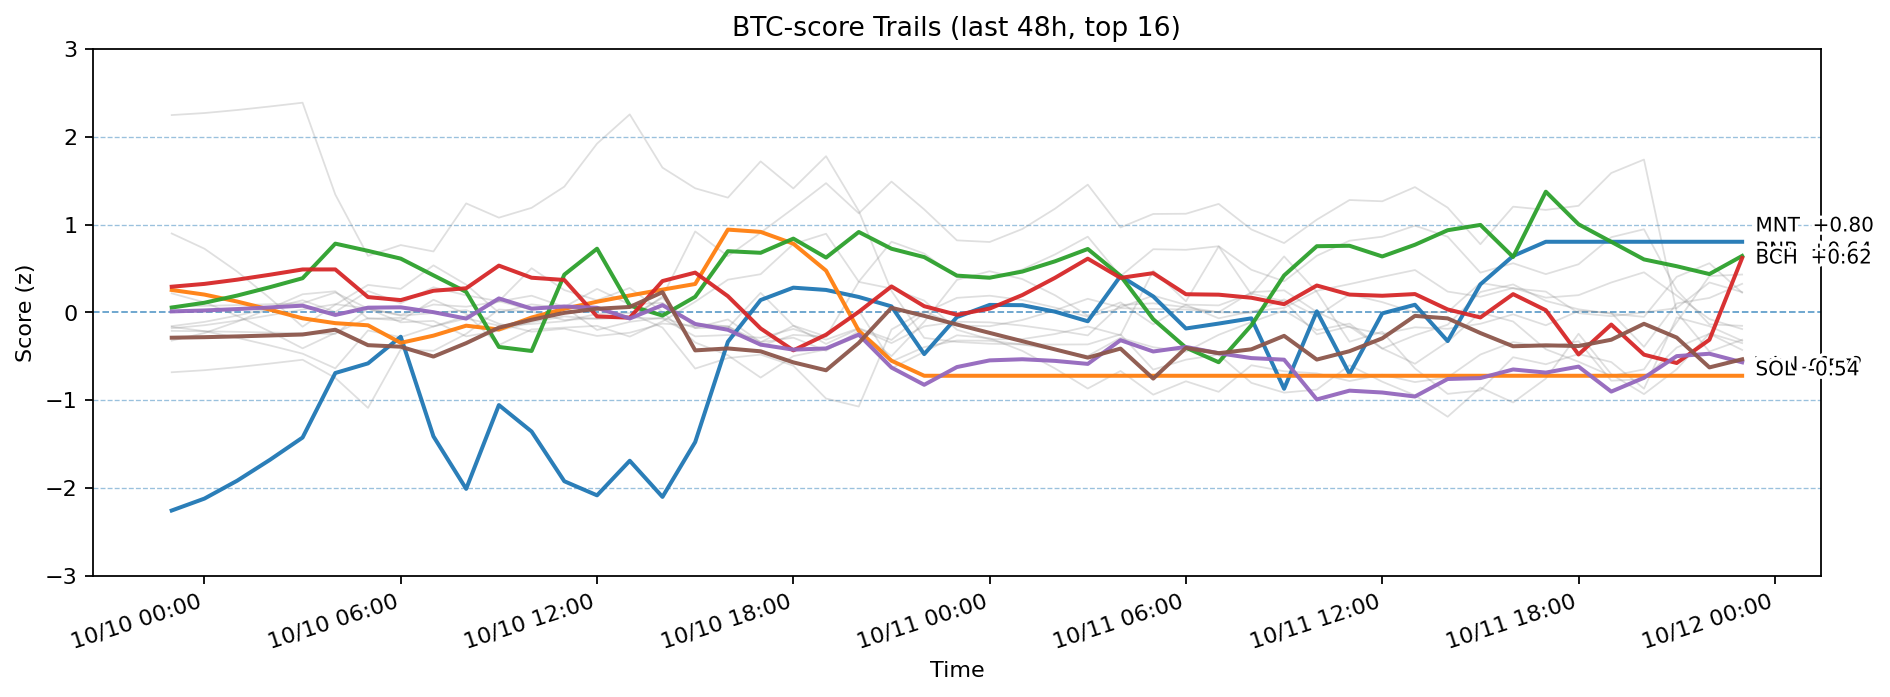 BTC-score Trails (last 48h, top 16)
Score (z)
3
2
1
0
−1
−2
−3
MNT +0.80
BCH +0.62
SOL -0.54
10/10 00:00
10/10 06:00
10/10 12:00
10/10 18:00
10/11 00:00
10/11 06:00
10/11 12:00
10/11 18:00
10/12 00:00
Time